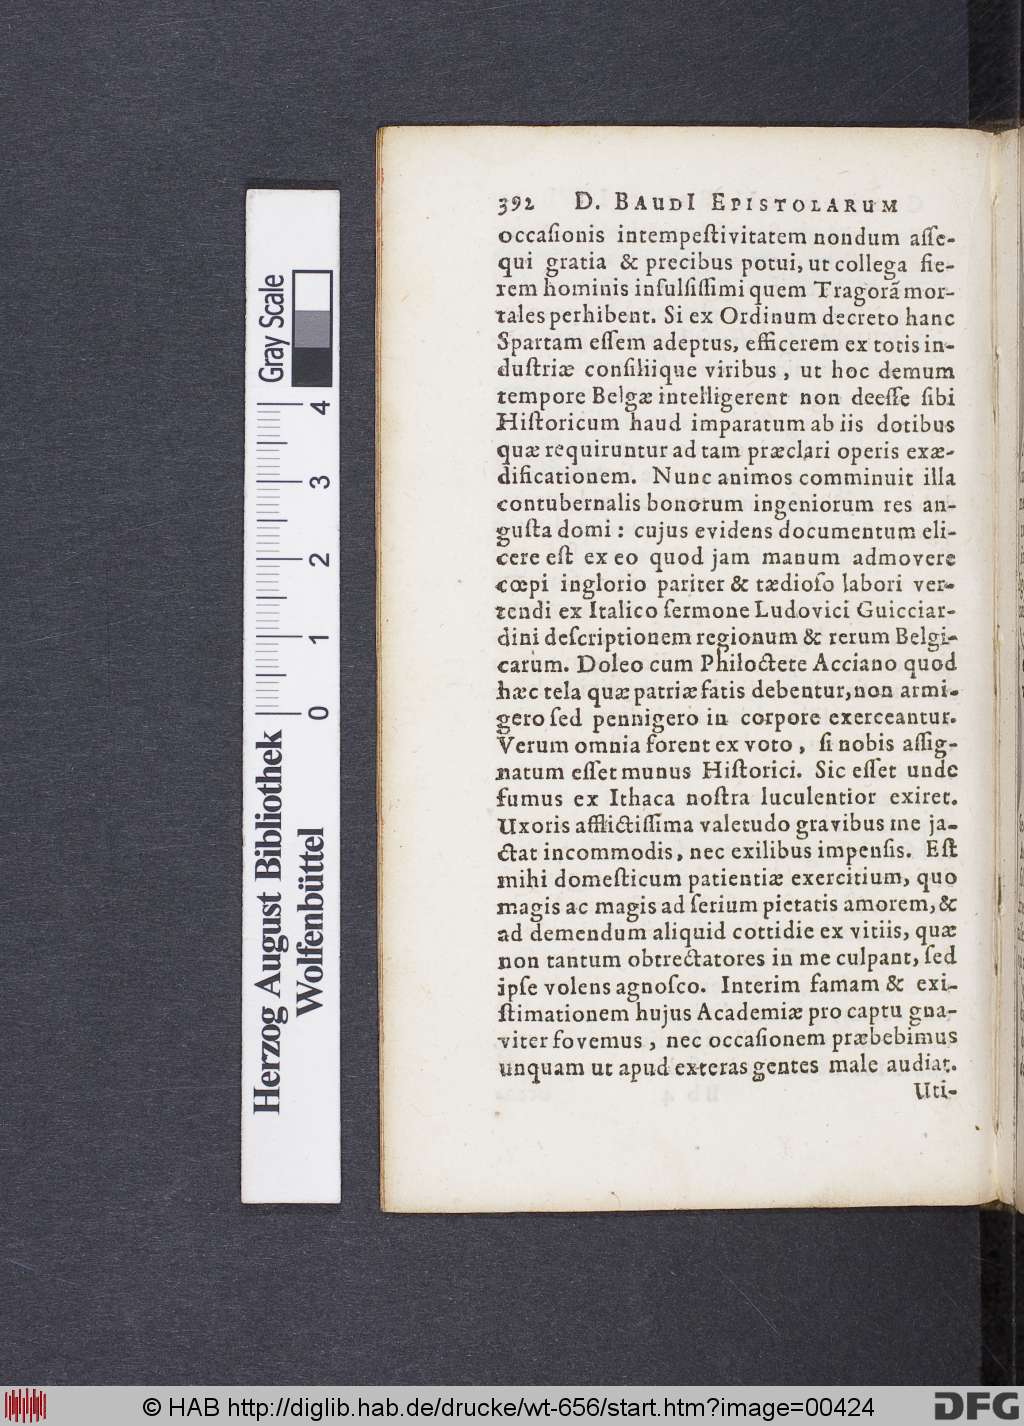 392 D. BAUDI EPISTOLARUM
occaſionis intempeſtivitatem nondum aſſe-
qui gratia & precibus potui, ut collega fie-
rem hominis inſulſiſſimi quem Tragorã mor-
tales perhibent. Si ex Ordinum decreto hanc
Spartam eſſem adeptus, efficerem ex totis in-
duſtriæ conſiliique viribus, ut hoc demum
tempore Belgæ intelligerent non deeſſe ſibi
Hiſtoricum haud imparatum ab iis dotibus
quæ requiruntur ad tam præclari operis exæ-
dificationem. Nunc animos comminuit illa
contubernalis bonorum ingeniorum res an-
guſta domi: cujus evidens documentum eli-
cere eſt ex eo quod jam manum admovere
cœpi inglorio pariter & tædioſo labori ver-
tendi ex Italico ſermone Ludovici Guicciar-
dini deſcriptionem regionum & rerum Belgi-
carum. Doleo cum Philoctete Acciano quod
hæc tela quæ patriæ fatis debentur, non armi-
gero ſed pennigero in corpore exerceantur.
Verum omnia forent ex voto, ſi nobis aſſig-
natum eſſet munus Hiſtorici. Sic eſſet unde
fumus ex Ithaca noſtra luculentior exiret.
Uxoris afflictiſſima valetudo gravibus me ja-
ctat incommodis, nec exilibus impenſis. Eſt
mihi domeſticum patientiæ exercitium, quo
magis ac magis ad ſerium pietatis amorem, &
ad demendum aliquid cottidie ex vitiis, quæ
non tantum obtrectatores in me culpant, ſed
ipſe volens agnoſco. Interim famam & exi-
ſtimationem hujus Academiæ pro captu gna-
viter fovemus, nec occaſionem præbebimus
unquam ut apud exteras gentes male audiat.
Uti-
Gray Scale
4 3 2 1 0
Herzog August Bibliothek
Wolfenbüttel
© HAB http://diglib.hab.de/drucke/wt-656/start.htm?image=00424
DFG